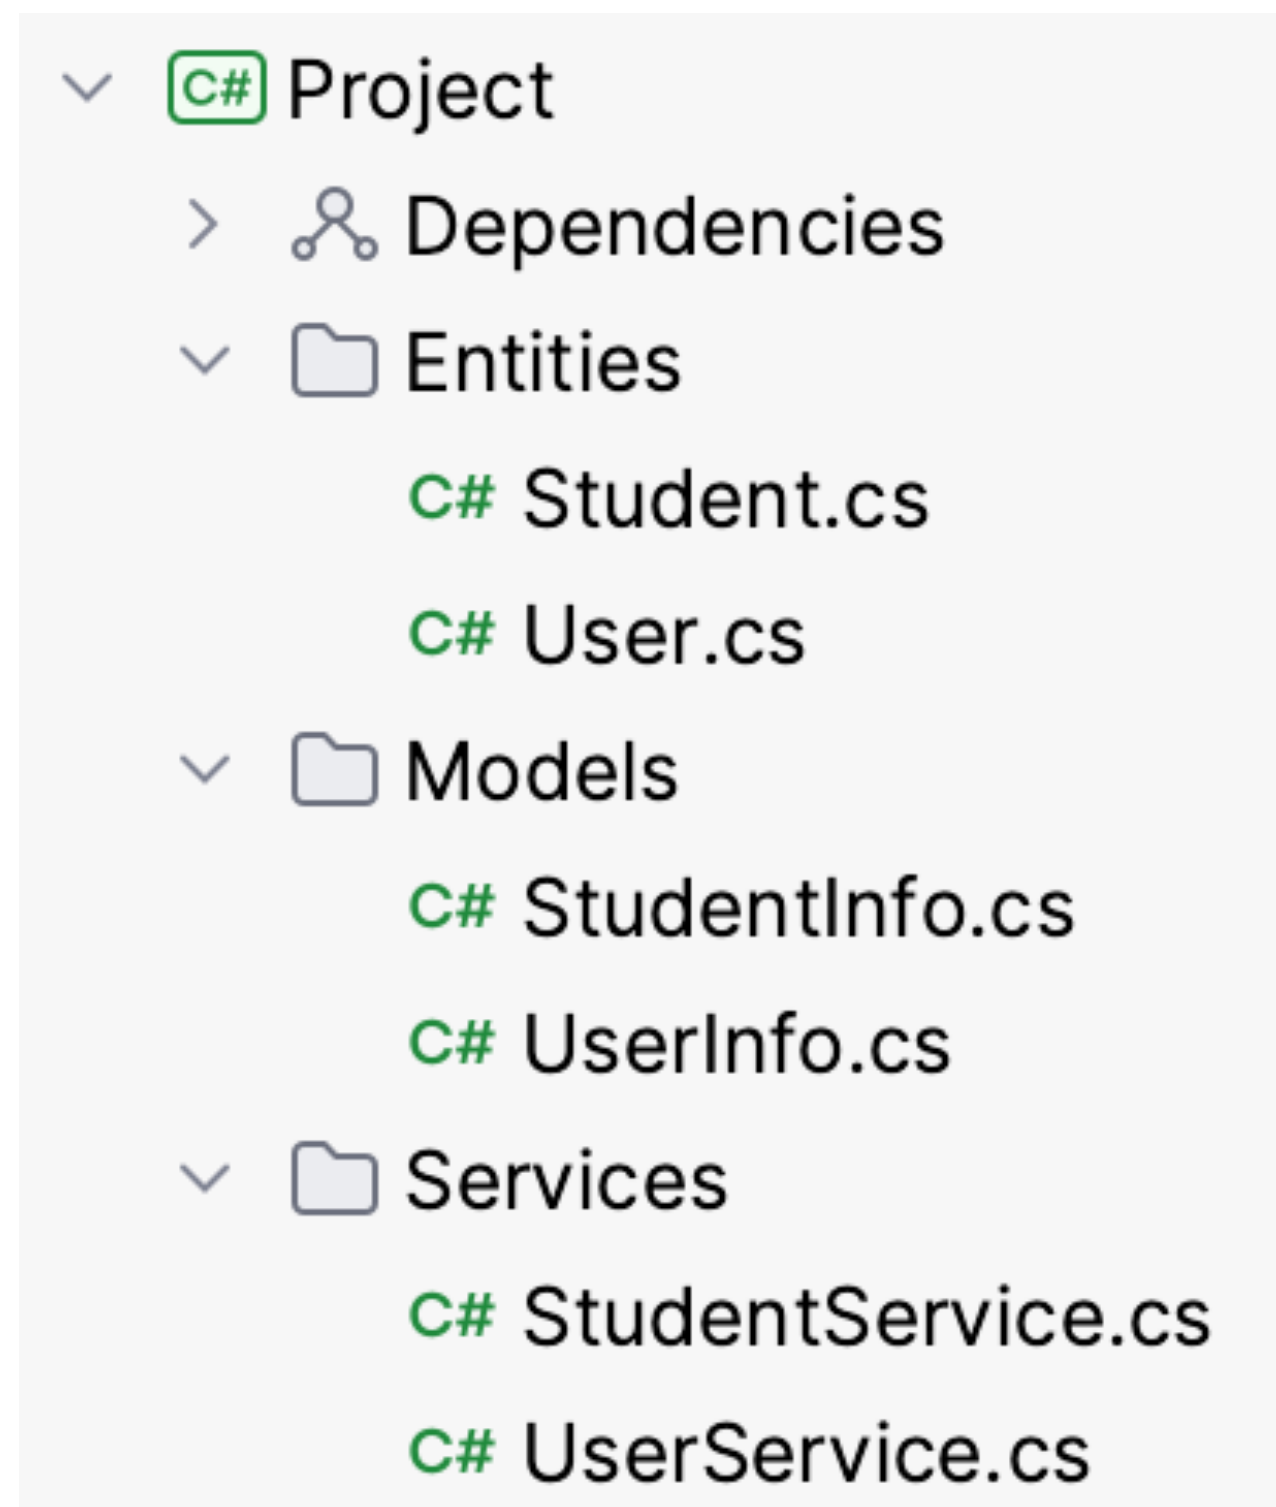 C# Project
Dependencies
Entities
C# Student.cs
C# User.cs
Models
C# StudentInfo.cs
C# UserInfo.cs
Services
C# StudentService.cs
C# UserService.cs